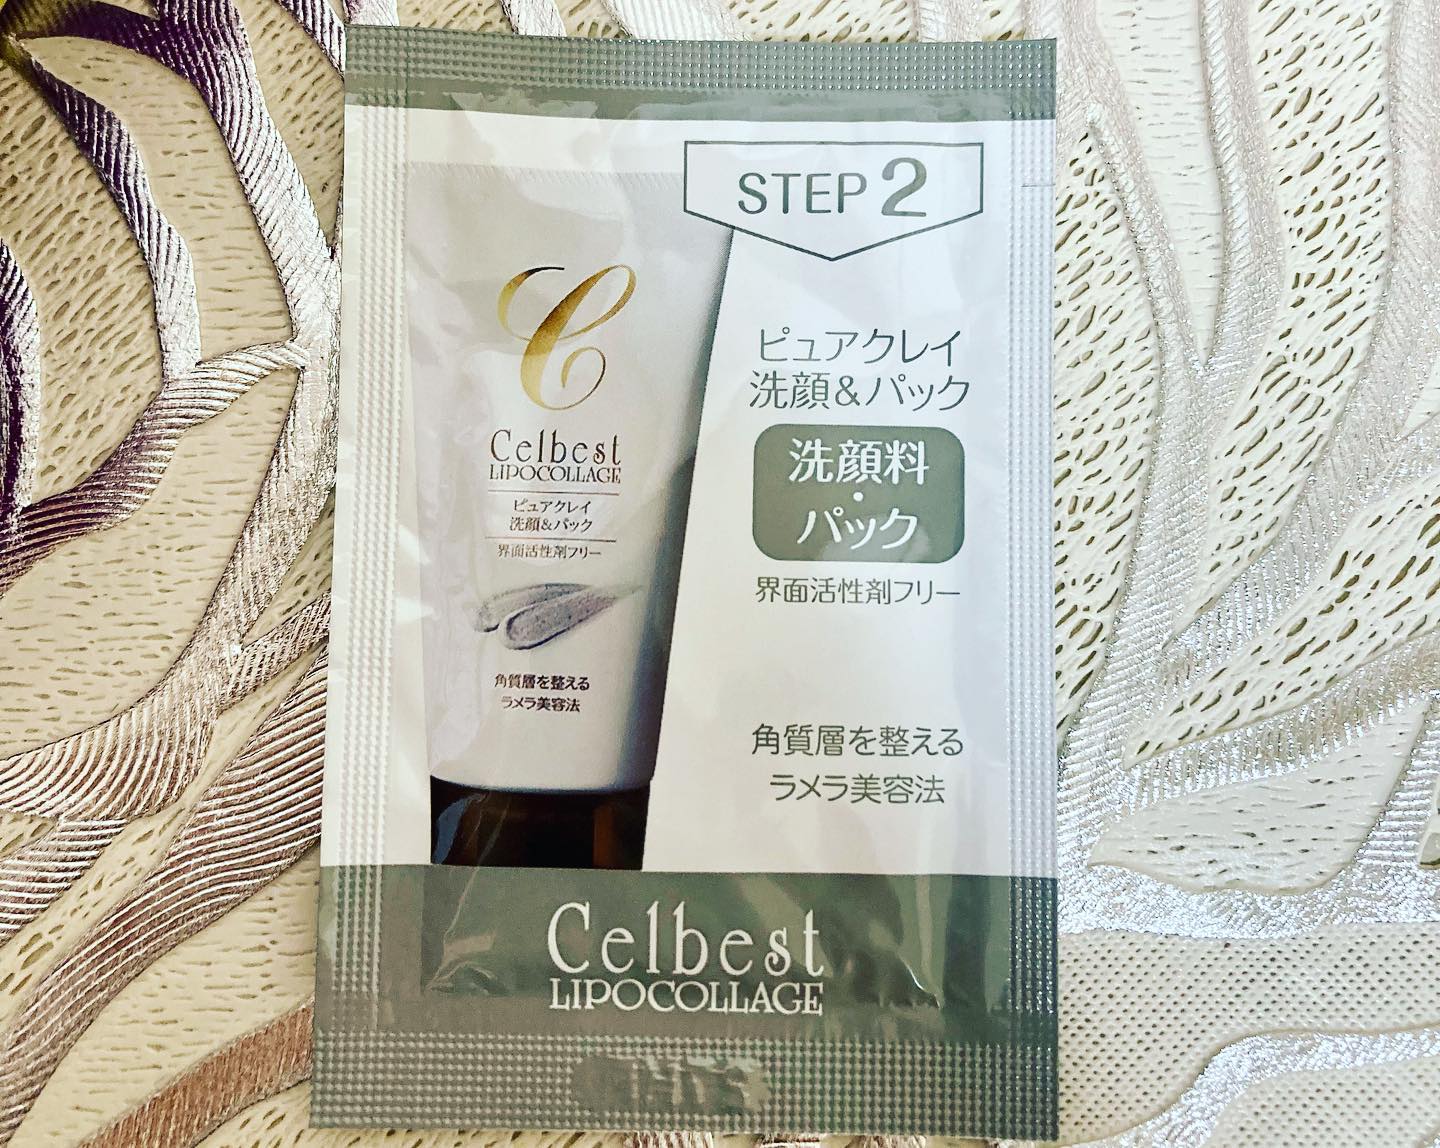 STEP 2
ピュアクレイ
洗顔&パック
洗顔料
・
パック
界面活性剤フリー
角質層を整える
ラメラ美容法
C
Celbest
LIPOCOLLAGE
ピュアクレイ
洗顔&パック
界面活性剤フリー
角質層を整える
ラメラ美容法
Celbest
LIPOCOLLAGE